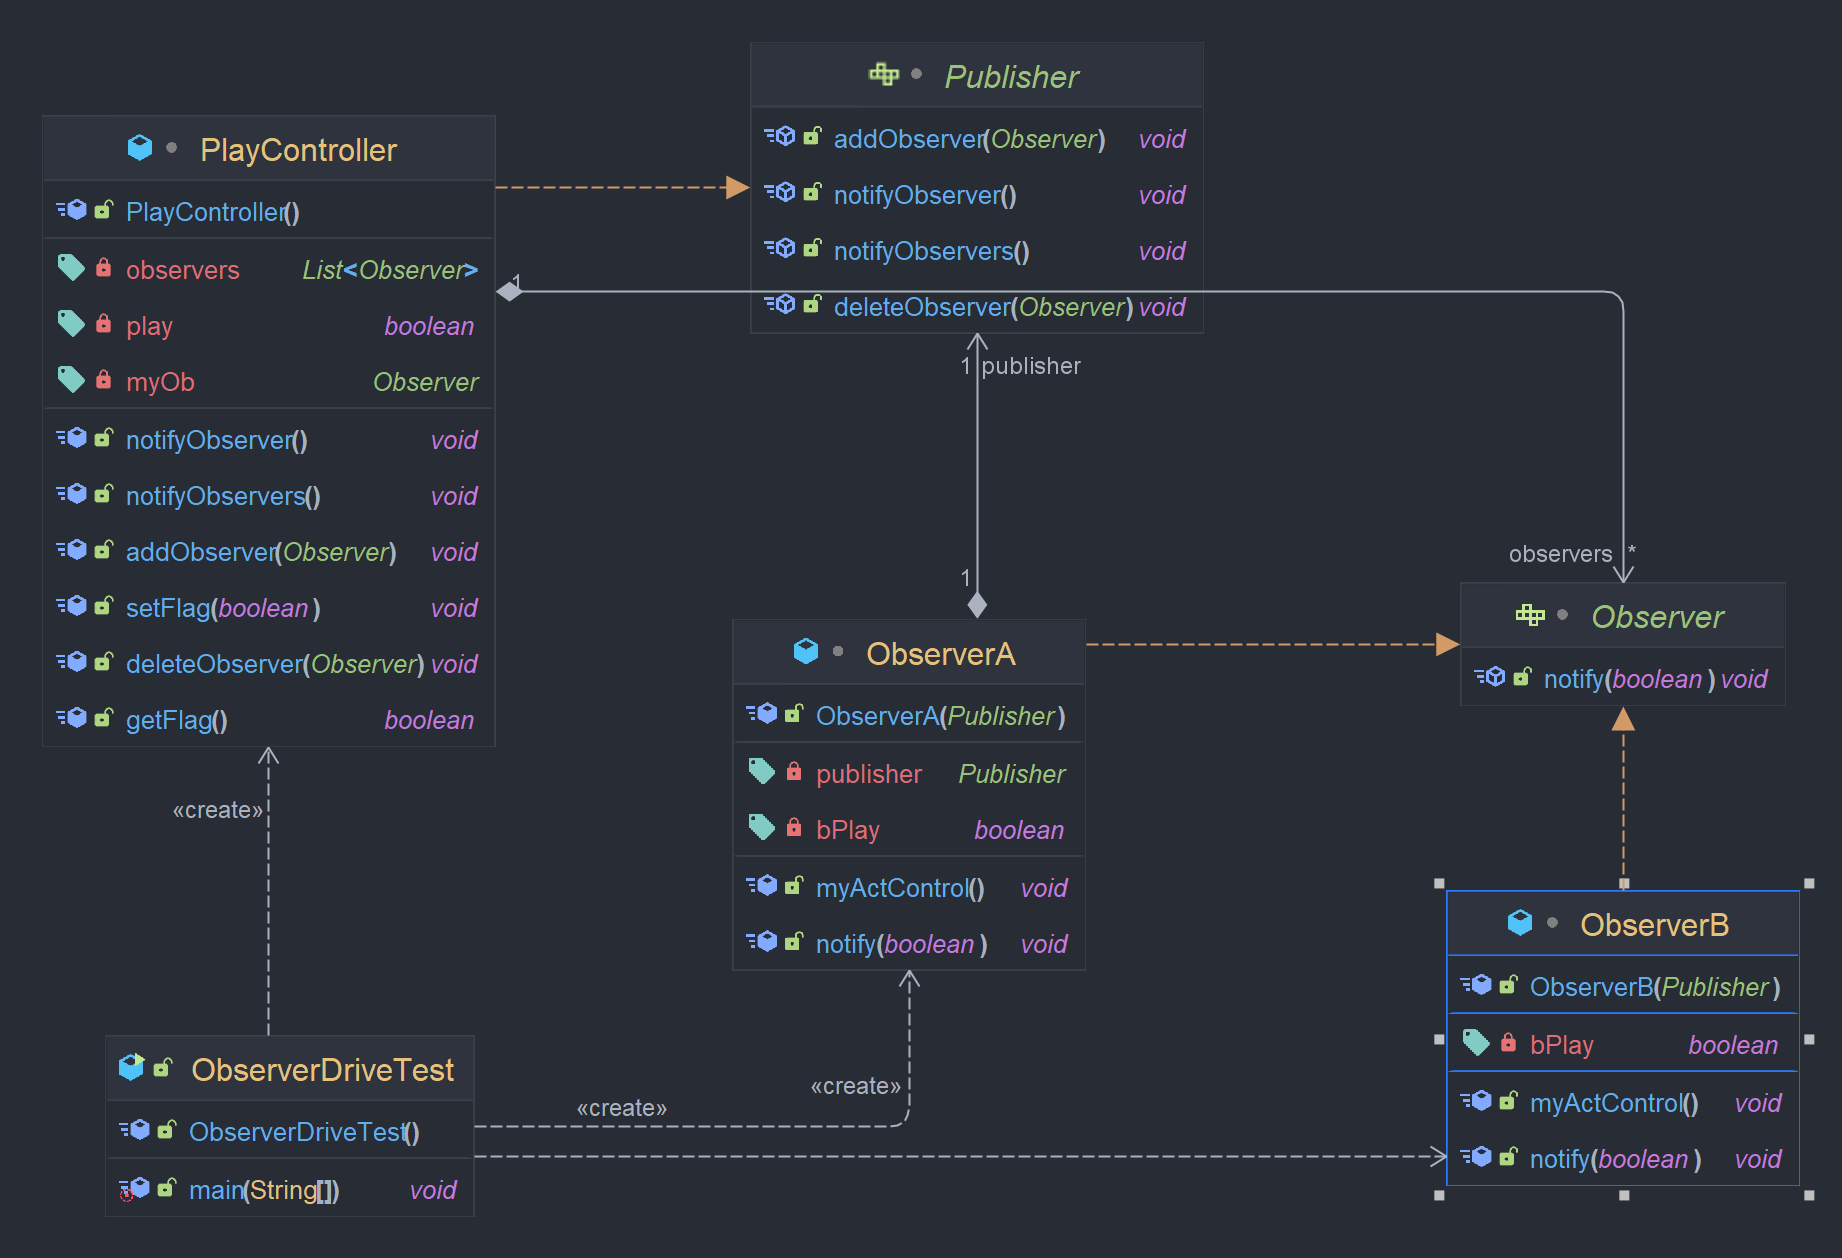 Publisher
addObserver(Observer) void
notifyObserver() void
notifyObservers() void
deleteObserver(Observer) void
PlayController
PlayController()
observers List<Observer>
play boolean
myOb Observer
notifyObserver() void
notifyObservers() void
addObserver(Observer) void
setFlag(boolean) void
deleteObserver(Observer) void
getFlag() boolean
1
1 publisher
1
observers *
Observer
notify(boolean) void
ObserverA
ObserverA(Publisher)
publisher Publisher
bPlay boolean
myActControl() void
notify(boolean) void
«create»
ObserverB
ObserverB(Publisher)
bPlay boolean
myActControl() void
notify(boolean) void
ObserverDriveTest
ObserverDriveTest()
main(String[]) void
«create»
«create»